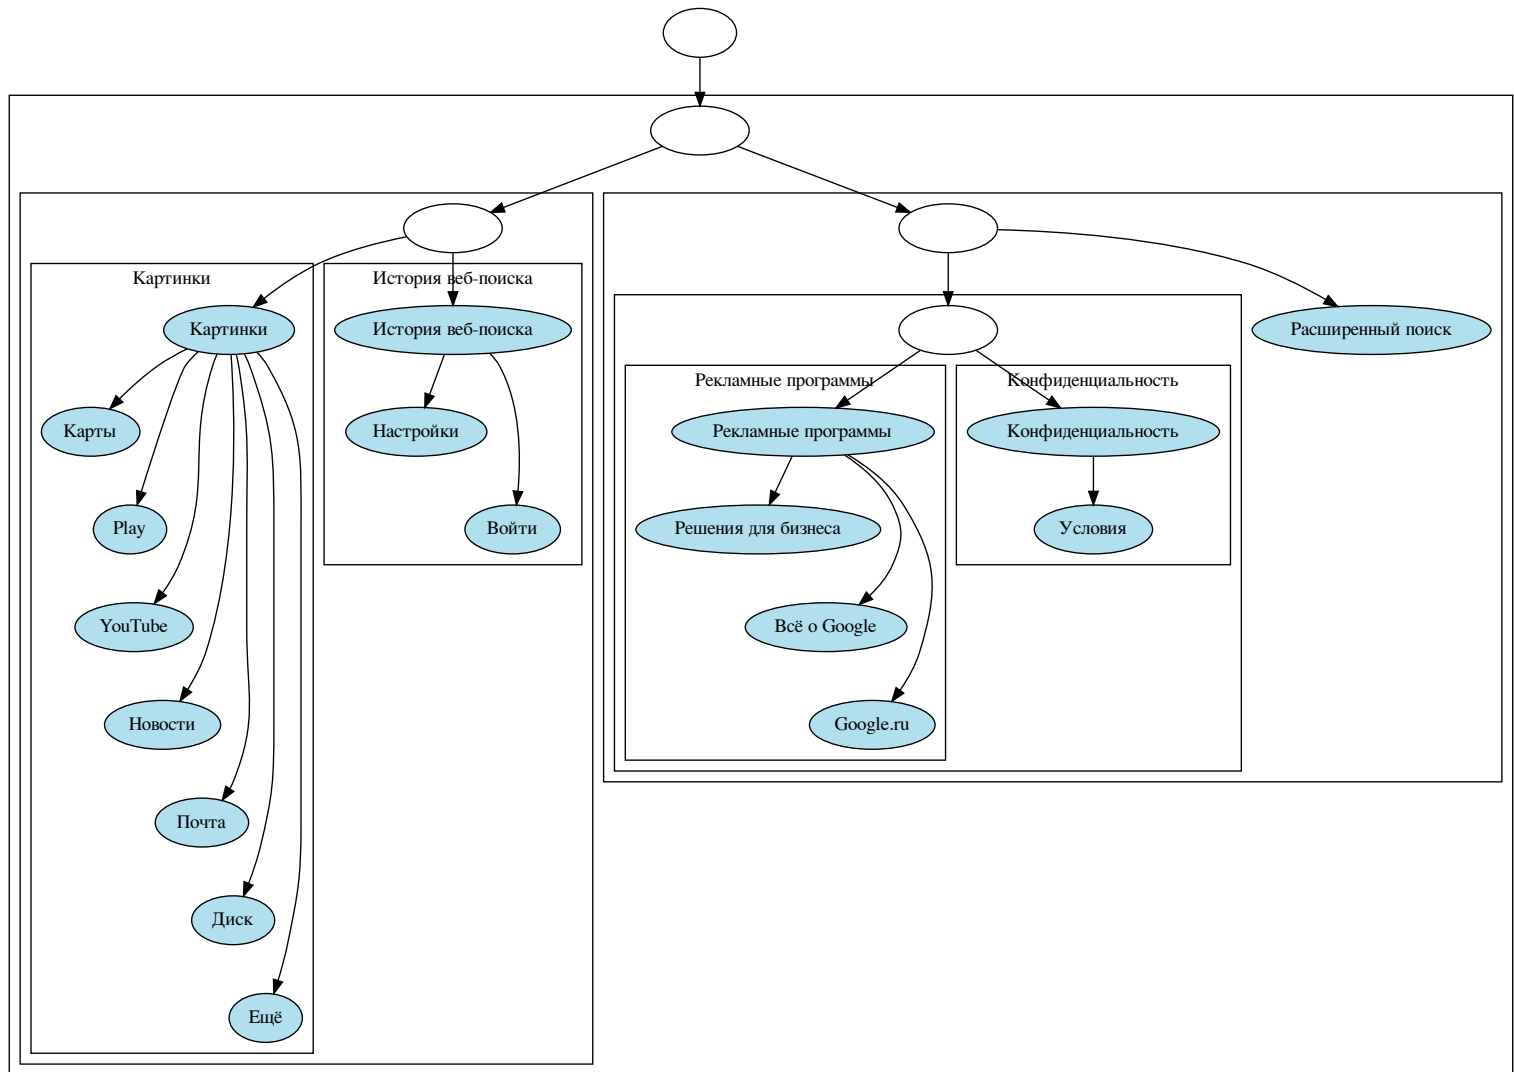 Картинки
История веб-поиска
Картинки
История веб-поиска
Расширенный поиск
Рекламные программы
Конфиденциальность
Карты
Настройки
Рекламные программы
Конфиденциальность
Play
Войти
Решения для бизнеса
Условия
YouTube
Всё о Google
Новости
Google.ru
Почта
Диск
Ещё